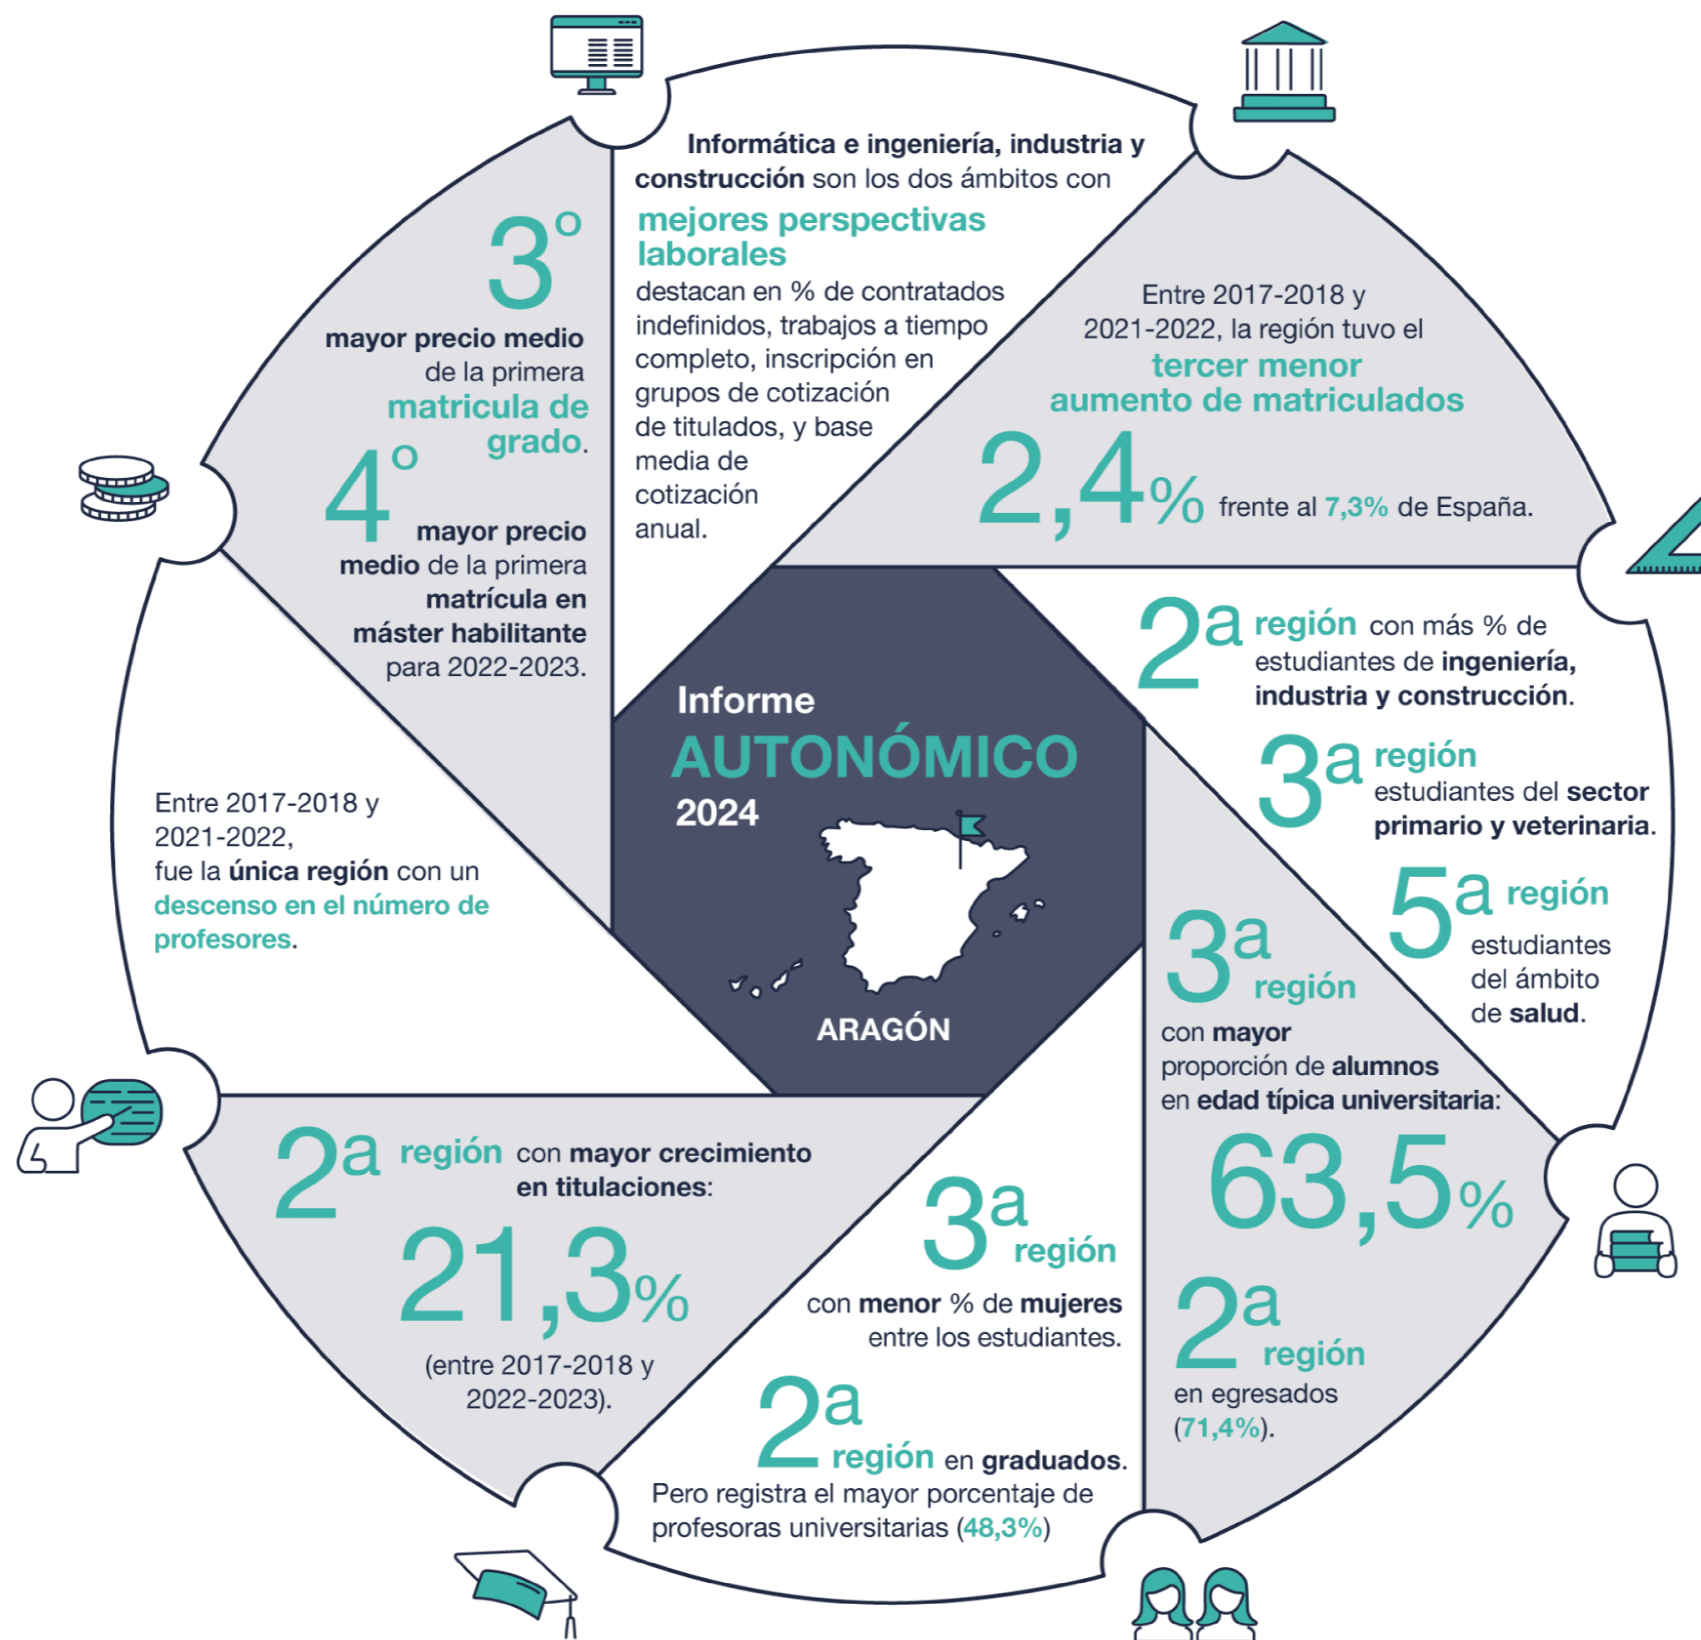 Informática e ingeniería, industria y
construcción son los dos ámbitos con
mejores perspectivas
laborales
destacan en % de contratados
indefinidos, trabajos a tiempo
completo, inscripción en
grupos de cotización
de titulados, y base
media de
cotización
anual.
Entre 2017-2018 y
2021-2022, la región tuvo el
tercer menor
aumento de matriculados
2,4% frente al 7,3% de España.
2ª región con más % de
estudiantes de ingeniería,
industria y construcción.
3ª región
estudiantes del sector
primario y veterinaria.
5ª región
estudiantes
del ámbito
de salud.
3ª
región
con mayor
proporción de alumnos
en edad típica universitaria:
63,5%
2ª
región
en egresados
(71,4%).
3ª
región
con menor % de mujeres
entre los estudiantes.
2ª
región en graduados.
Pero registra el mayor porcentaje de
profesoras universitarias (48,3%)
2ª región con mayor crecimiento
en titulaciones:
21,3%
(entre 2017-2018 y
2022-2023).
Entre 2017-2018 y
2021-2022,
fue la única región con un
descenso en el número de
profesores.
3º
mayor precio medio
de la primera
matricula de
grado.
4º
mayor precio
medio de la primera
matrícula en
máster habilitante
para 2022-2023.
Informe
AUTONÓMICO
2024
ARAGÓN